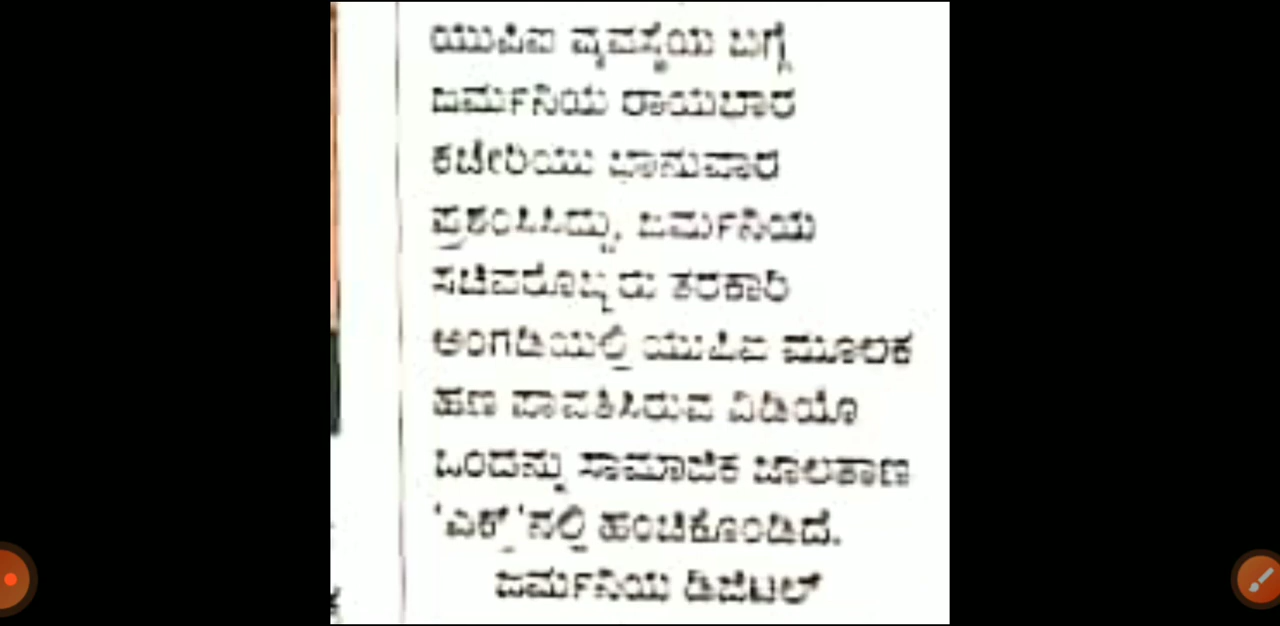 ಯುಪಿಐ ವ್ಯವಸ್ಥೆಯ ಬಗ್ಗೆ
ಜರ್ಮನಿಯ ರಾಯಭಾರ
ಕಚೇರಿಯು ಭಾನುವಾರ
ಪ್ರಶಂಸಿಸಿದ್ದು, ಜರ್ಮನಿಯ
ಸಚಿವರೊಬ್ಬರು ತರಕಾರಿ
ಅಂಗಡಿಯಲ್ಲಿ ಯುಪಿಐ ಮೂಲಕ
ಹಣ ಪಾವತಿಸಿರುವ ವಿಡಿಯೊ
ಒಂದನ್ನು ಸಾಮಾಜಿಕ ಜಾಲತಾಣ
'ಎಕ್ಸ್'ನಲ್ಲಿ ಹಂಚಿಕೊಂಡಿದೆ.
ಜರ್ಮನಿಯ ಡಿಜಿಟಲ್